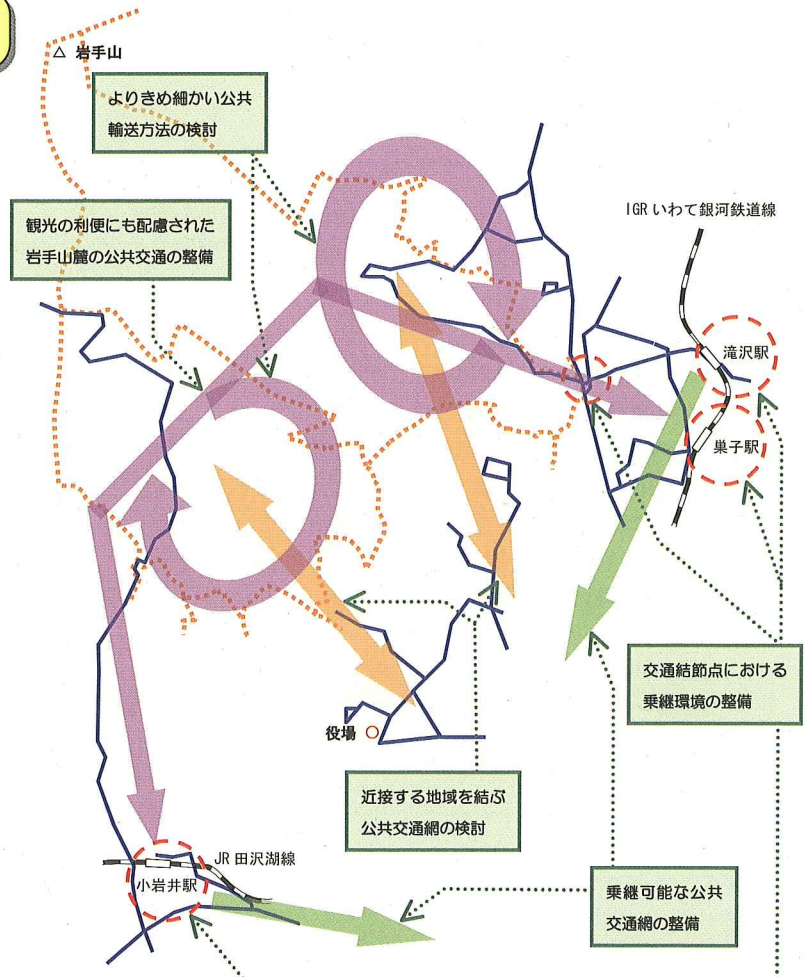 △ 岩手山
よりきめ細かい公共
輸送方法の検討
観光の利便にも配慮された
岩手山麓の公共交通の整備
IGR いわて銀河鉄道線
滝沢駅
巣子駅
交通結節点における
乗継環境の整備
役場 ○
近接する地域を結ぶ
公共交通網の検討
JR 田沢湖線
小岩井駅
乗継可能な公共
交通網の整備